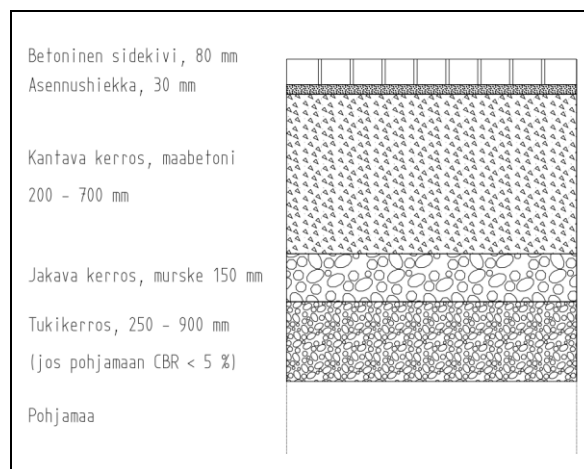 Betoninen sidekivi, 80 mm
Asennushiekka, 30 mm
Kantava kerros, maabetoni
200 – 700 mm
Jakava kerros, murske 150 mm
Tukikerros, 250 – 900 mm
(jos pohjamaan CBR < 5 %)
Pohjamaa